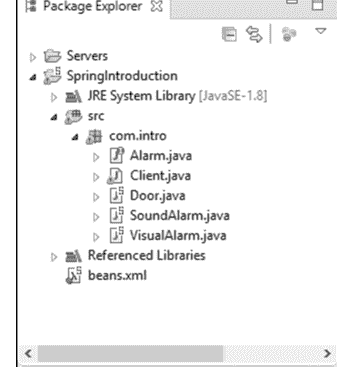 Package Explorer
Servers
SpringIntroduction
JRE System Library [JavaSE-1.8]
src
com.intro
Alarm.java
Client.java
Door.java
SoundAlarm.java
VisualAlarm.java
Referenced Libraries
beans.xml